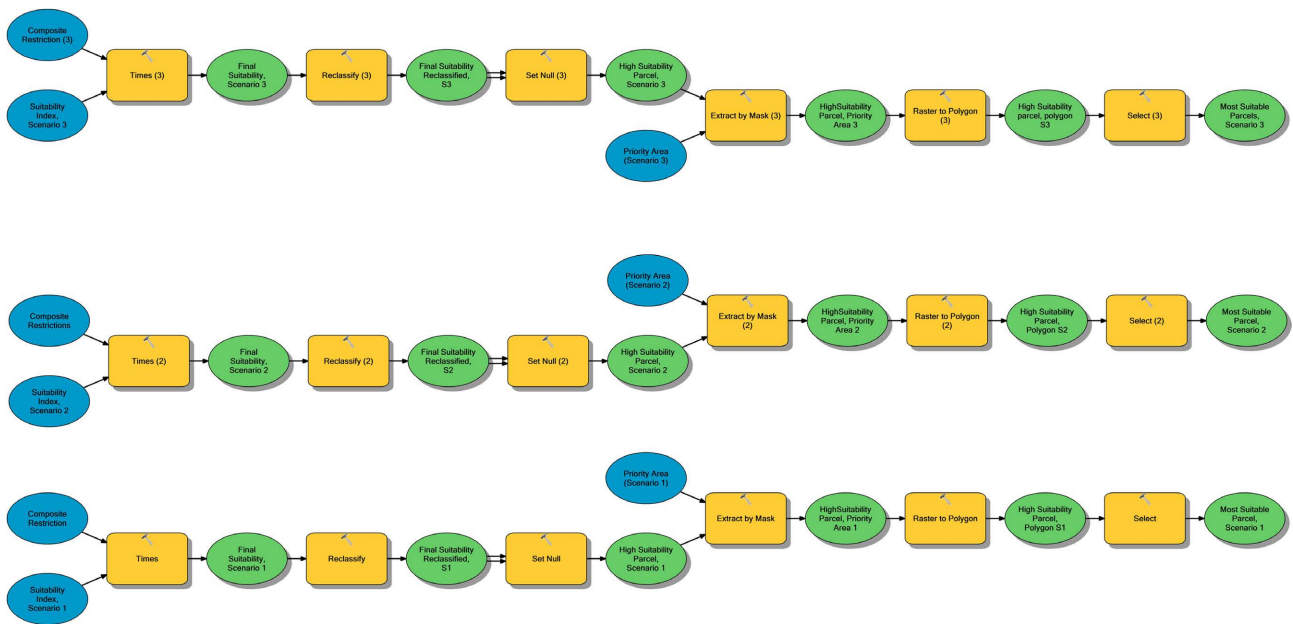 Composite
Restriction (3)
Suitability
Index,
Scenario 3
Times (3)
Final
Suitability,
Scenario 3
Reclassify (3)
Final Suitability
Reclassified,
S3
Set Null (3)
High Suitability
Parcel,
Scenario 3
Priority Area
(Scenario 3)
Extract by Mask (3)
HighSuitability
Parcel, Priority
Area 3
Raster to Polygon
(3)
High Suitability
parcel, polygon
S3
Select (3)
Most Suitable
Parcels,
Scenario 3
Composite
Restrictions
Suitability
Index,
Scenario 2
Times (2)
Final
Suitability,
Scenario 2
Reclassify (2)
Final Suitability
Reclassified,
S2
Set Null (2)
High Suitability
Parcel,
Scenario 2
Priority Area
(Scenario 2)
Extract by Mask
(2)
HighSuitability
Parcel, Priority
Area 2
Raster to Polygon
(2)
High Suitability
Parcel,
Polygon S2
Select (2)
Most Suitable
Parcel,
Scenario 2
Composite
Restriction
Suitability
Index,
Scenario 1
Times
Final
Suitability,
Scenario 1
Reclassify
Final Suitability
Reclassified,
S1
Set Null
High Suitability
Parcel,
Scenario 1
Priority Area
(Scenario 1)
Extract by Mask
HighSuitability
Parcel, Priority
Area 1
Raster to Polygon
High Suitability
Parcel,
Polygon S1
Select
Most Suitable
Parcel,
Scenario 1